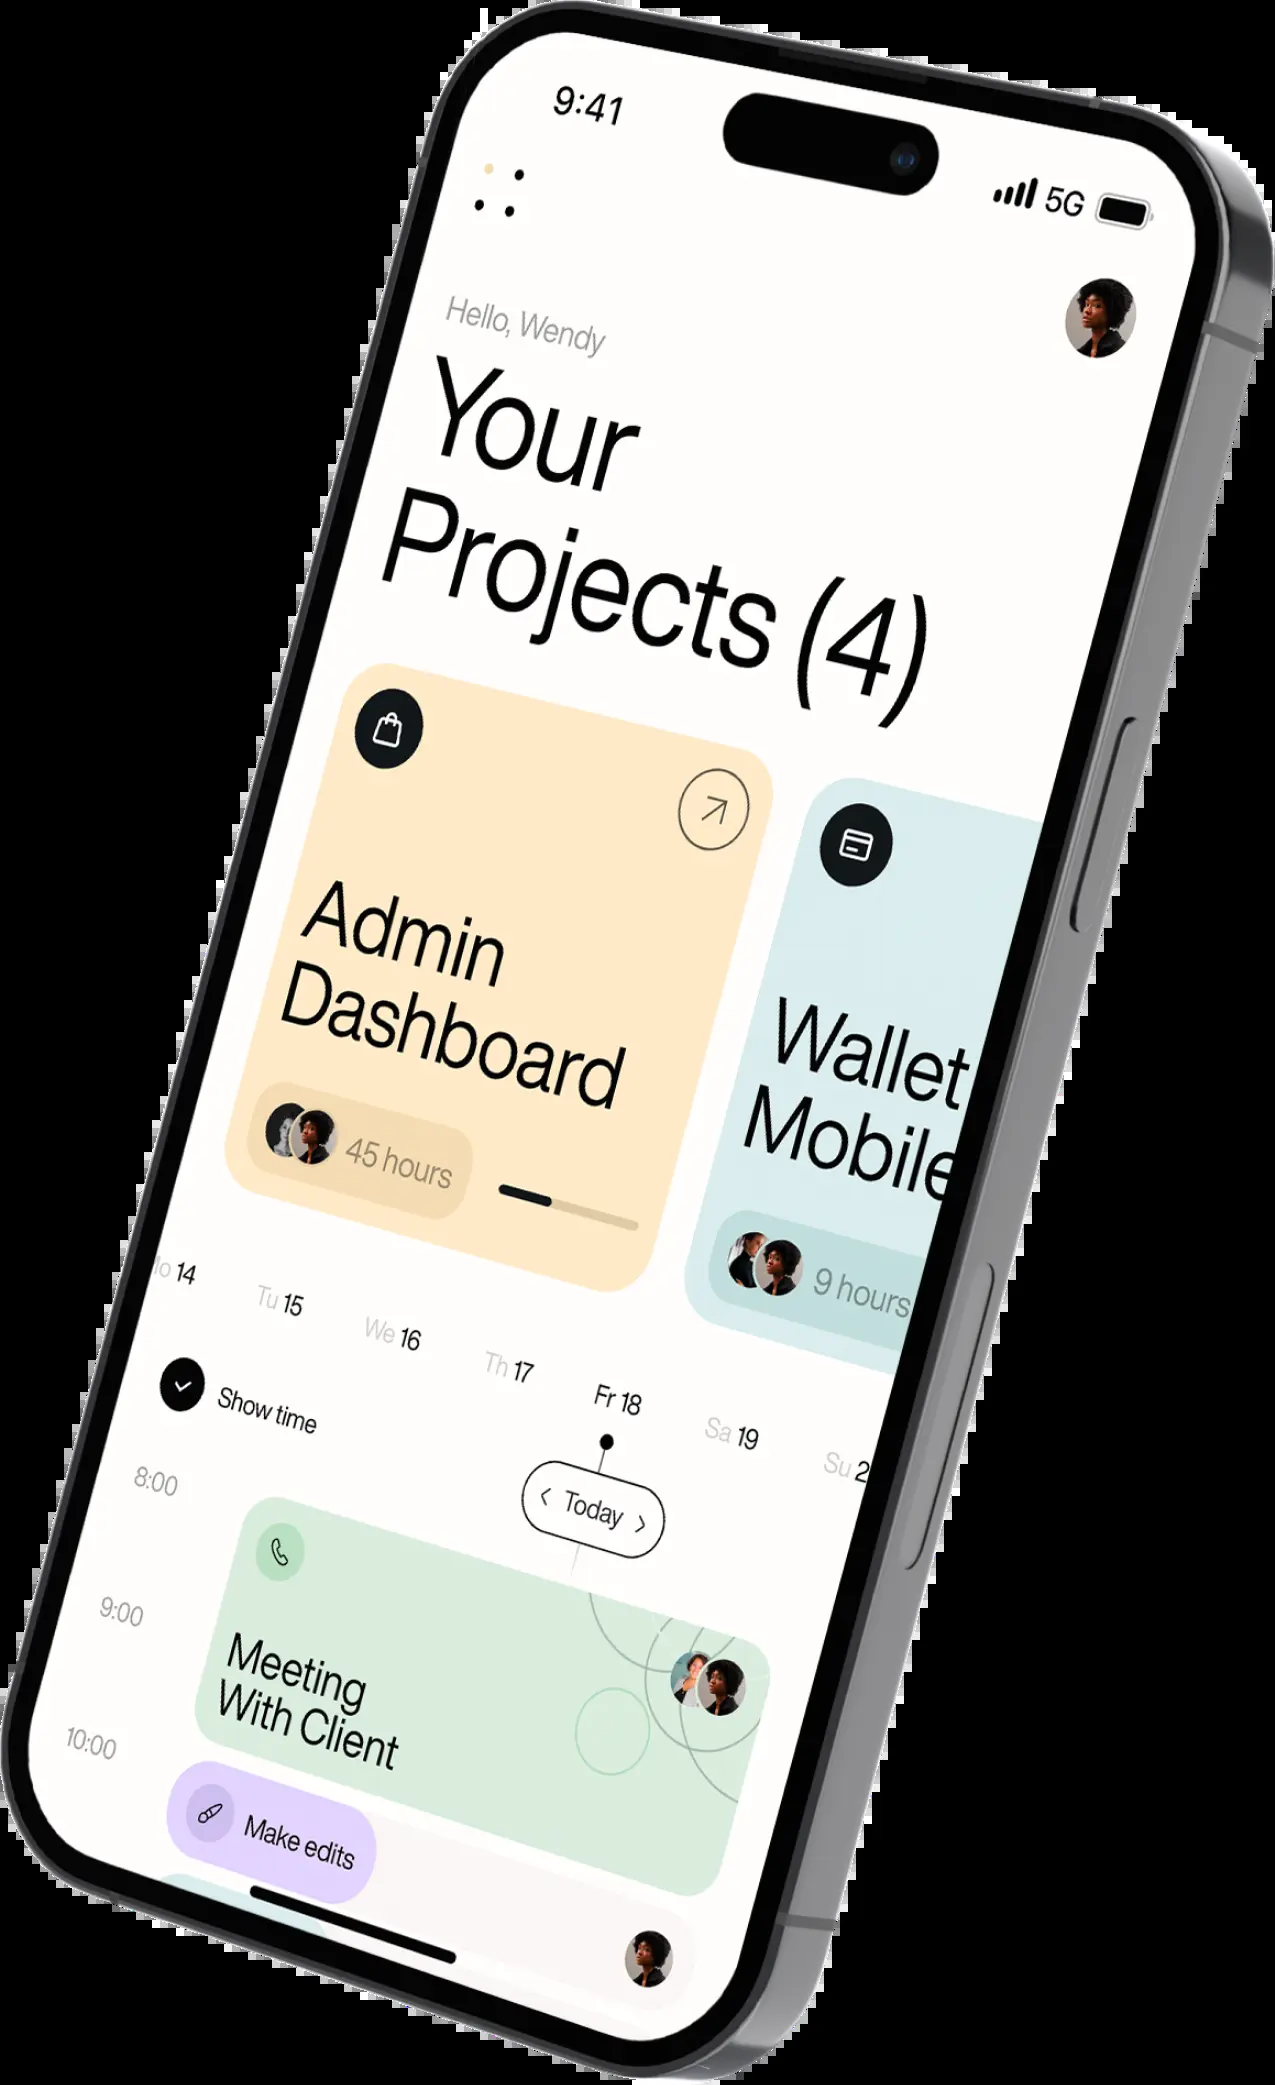 9:41
5G
Hello, Wendy
Your
Projects (4)
Admin
Dashboard
45 hours
Wallet
Mobile
9 hours
14
Tu 15
We 16
Th 17
Fr 18
Sa 19
Su 2
Show time
Today
8:00
9:00
10:00
Meeting
With Client
Make edits